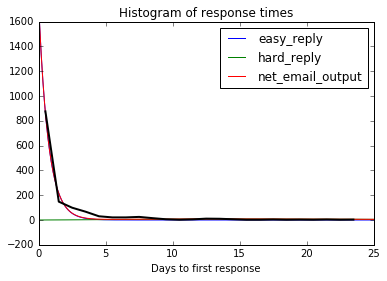 Histogram of response times
1600
1400
1200
1000
800
600
400
200
0
−200
easy_reply
hard_reply
net_email_output
0 5 10 15 20 25
Days to first response